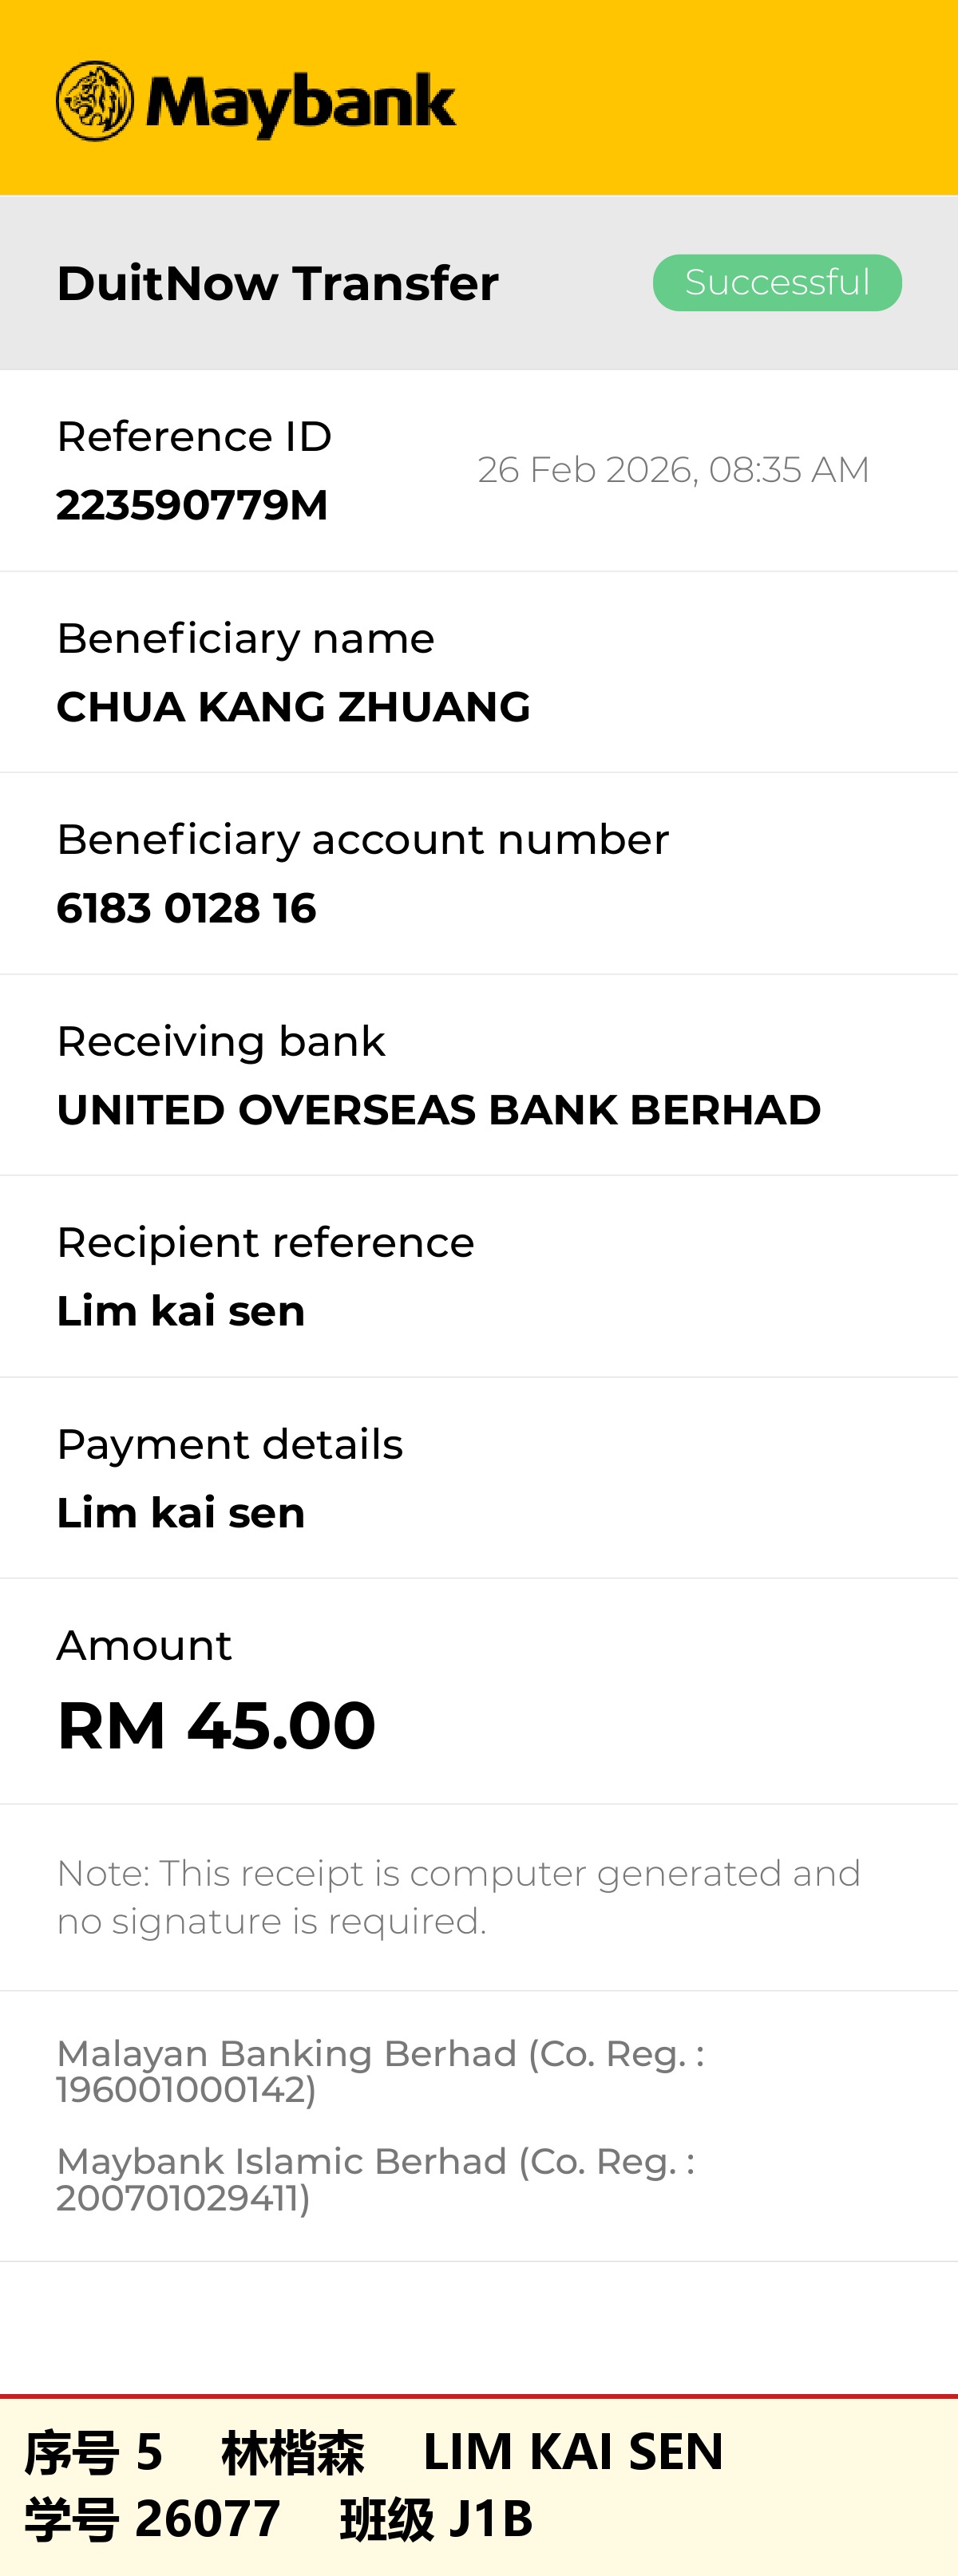 Maybank
DuitNow Transfer
Successful
Reference ID
223590779M
26 Feb 2026, 08:35 AM
Beneficiary name
CHUA KANG ZHUANG
Beneficiary account number
6183 0128 16
Receiving bank
UNITED OVERSEAS BANK BERHAD
Recipient reference
Lim kai sen
Payment details
Lim kai sen
Amount
RM 45.00
Note: This receipt is computer generated and
no signature is required.
Malayan Banking Berhad (Co. Reg. :
196001000142)
Maybank Islamic Berhad (Co. Reg. :
200701029411)
序号 5 林楷森 LIM KAI SEN
学号 26077 班级 J1B